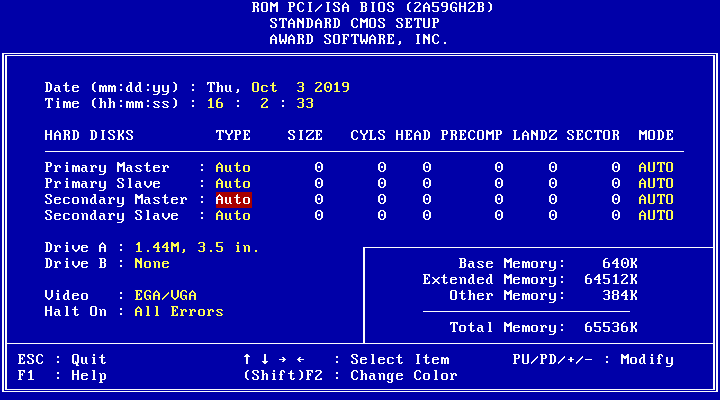 ROM PCI/ISA BIOS (2A59GH2B)
STANDARD CMOS SETUP
AWARD SOFTWARE, INC.
Date (mm:dd:yy) : Thu, Oct  3 2019
Time (hh:mm:ss) : 16 :  2 : 33
HARD DISKS TYPE SIZE CYLS HEAD PRECOMP LANDZ SECTOR MODE
Primary Master : Auto 0 0 0 0 0 0 AUTO
Primary Slave : Auto 0 0 0 0 0 0 AUTO
Secondary Master : Auto 0 0 0 0 0 0 AUTO
Secondary Slave : Auto 0 0 0 0 0 0 AUTO
Drive A : 1.44M, 3.5 in.
Drive B : None
Video : EGA/VGA
Halt On : All Errors
Base Memory: 640K
Extended Memory: 64512K
Other Memory: 384K
Total Memory: 65536K
ESC : Quit ↑ ↓ → ← : Select Item PU/PD/+/- : Modify
F1 : Help (Shift)F2 : Change Color